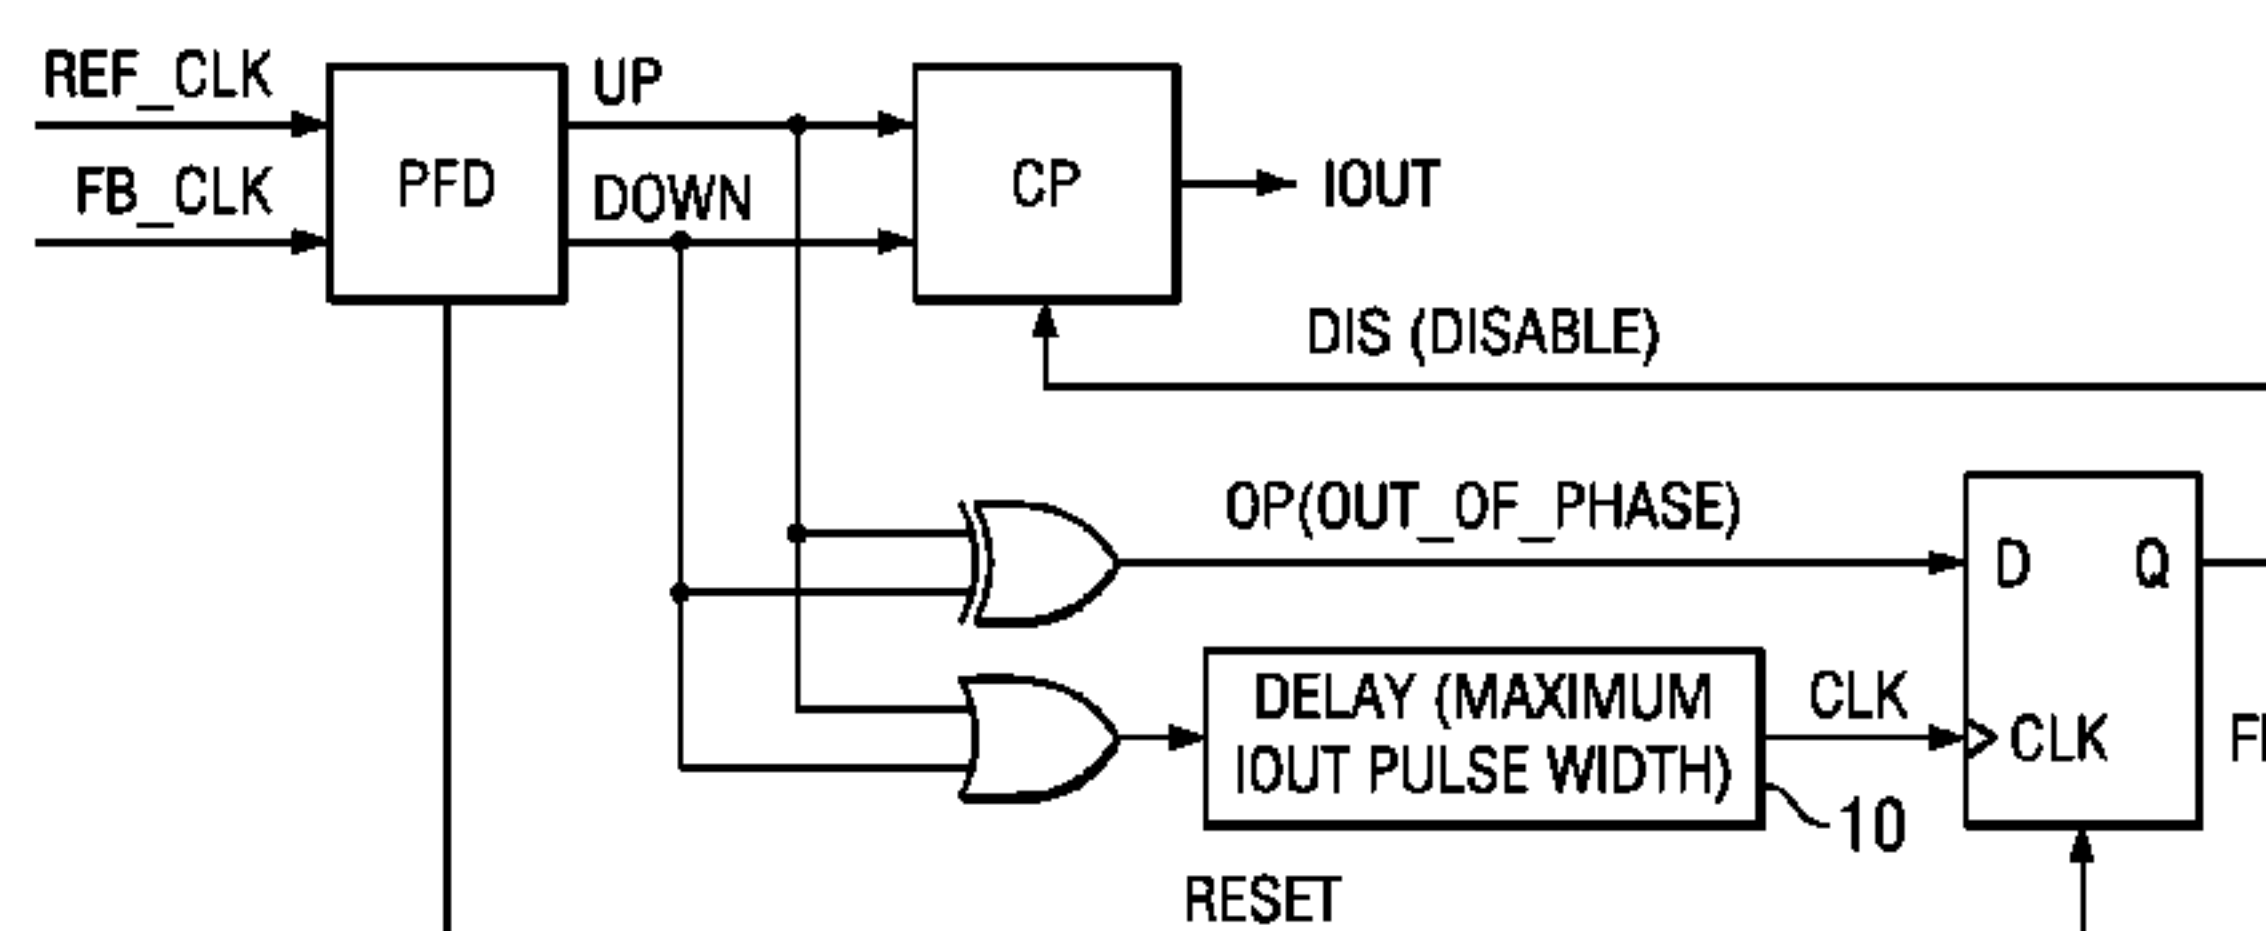 REF_CLK
FB_CLK
PFD
UP
DOWN
CP
IOUT
DIS (DISABLE)
OP(OUT_OF_PHASE)
D
Q
DELAY (MAXIMUM
IOUT PULSE WIDTH)
CLK
CLK
10
RESET